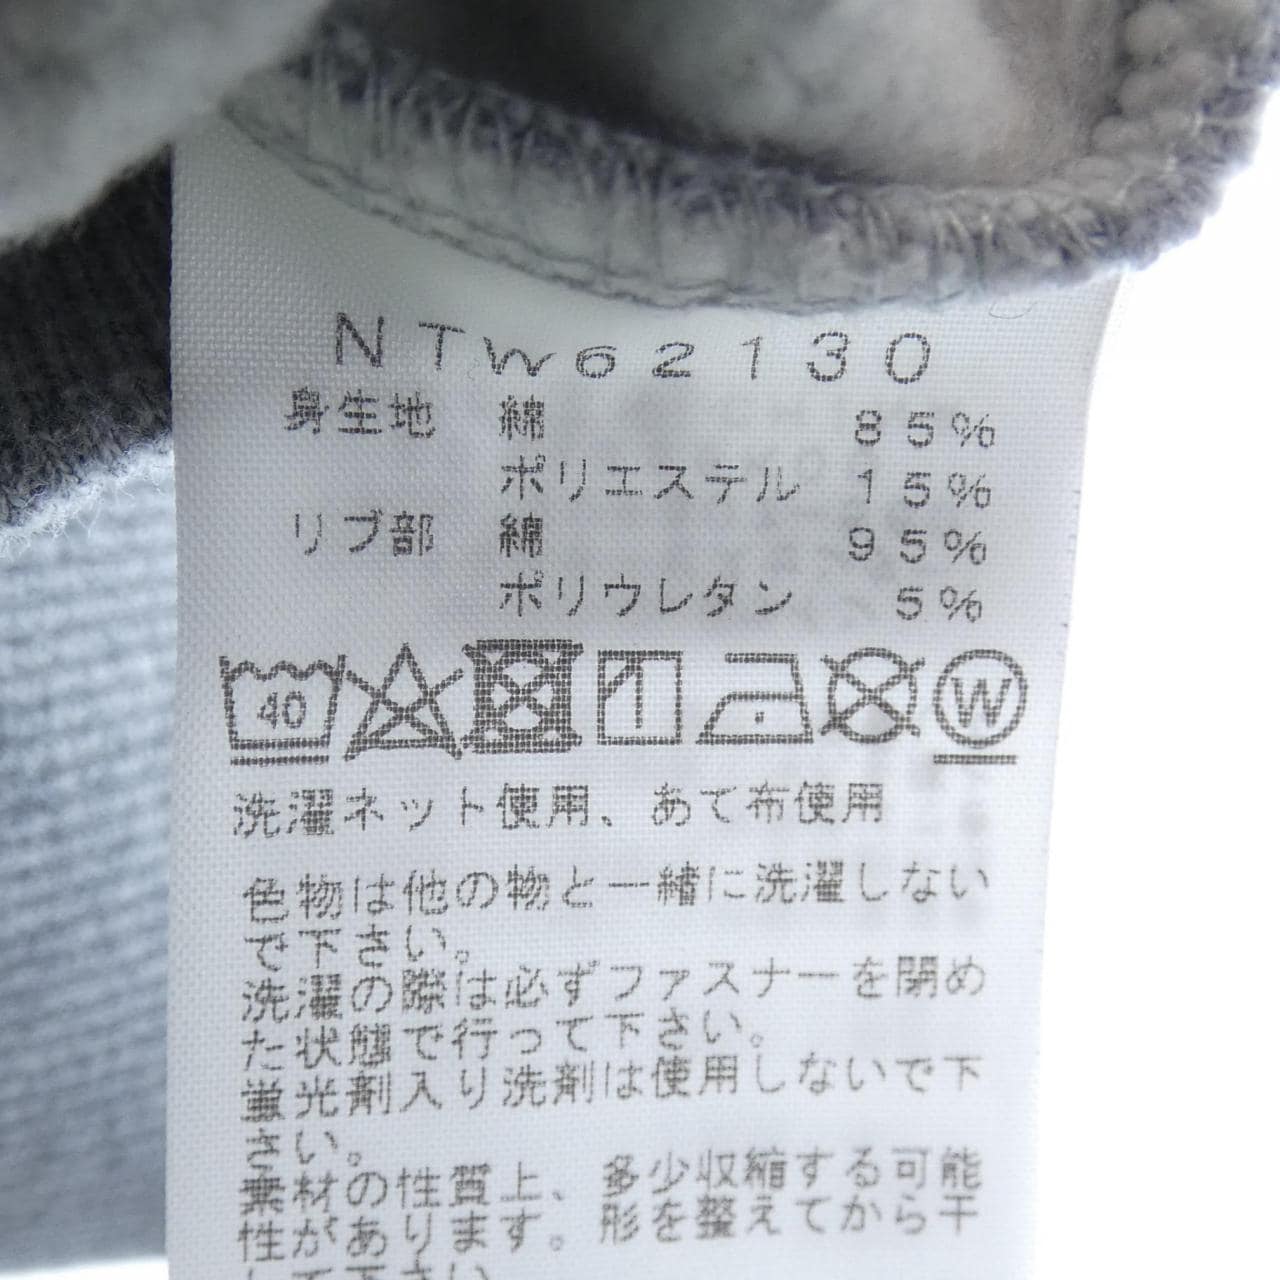 NTW62130
身生地 綿 85%
ポリエステル 15%
リブ部 綿 95%
ポリウレタン 5%
40 W
洗濯ネット使用、あて布使用
色物は他の物と一緒に洗濯しない
で下さい。
洗濯の際は必ずファスナーを閉め
た状態で行って下さい。
蛍光剤入り洗剤は使用しないで下
さい。
素材の性質上、多少収縮する可能
性があります。形を整えてから干
して下さい。